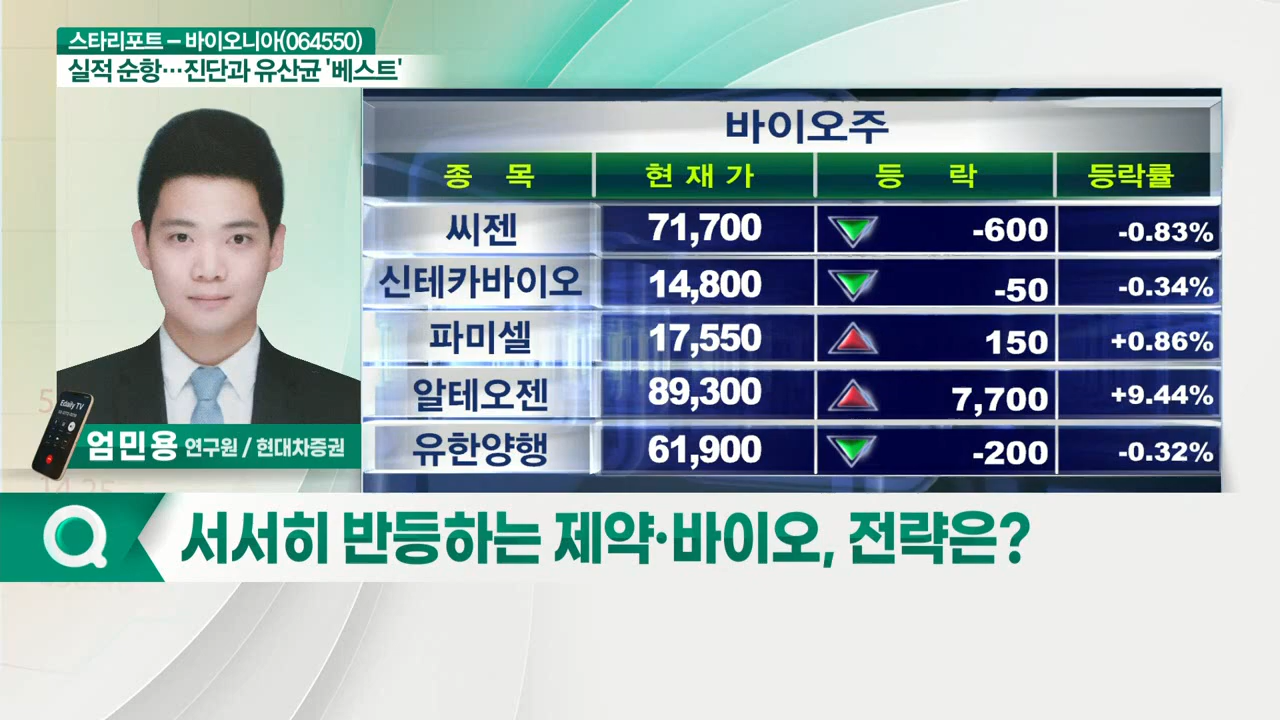 스타리포트 – 바이오니아(064550)
실적 순항…진단과 유산균 '베스트'
바이오주
종 목 현 재 가 등 락 등락률
씨젠 71,700 -600 -0.83%
신테카바이오 14,800 -50 -0.34%
파미셀 17,550 150 +0.86%
알테오젠 89,300 7,700 +9.44%
유한양행 61,900 -200 -0.32%
Edaily TV
엄민용 연구원 / 현대차증권
서서히 반등하는 제약·바이오, 전략은?